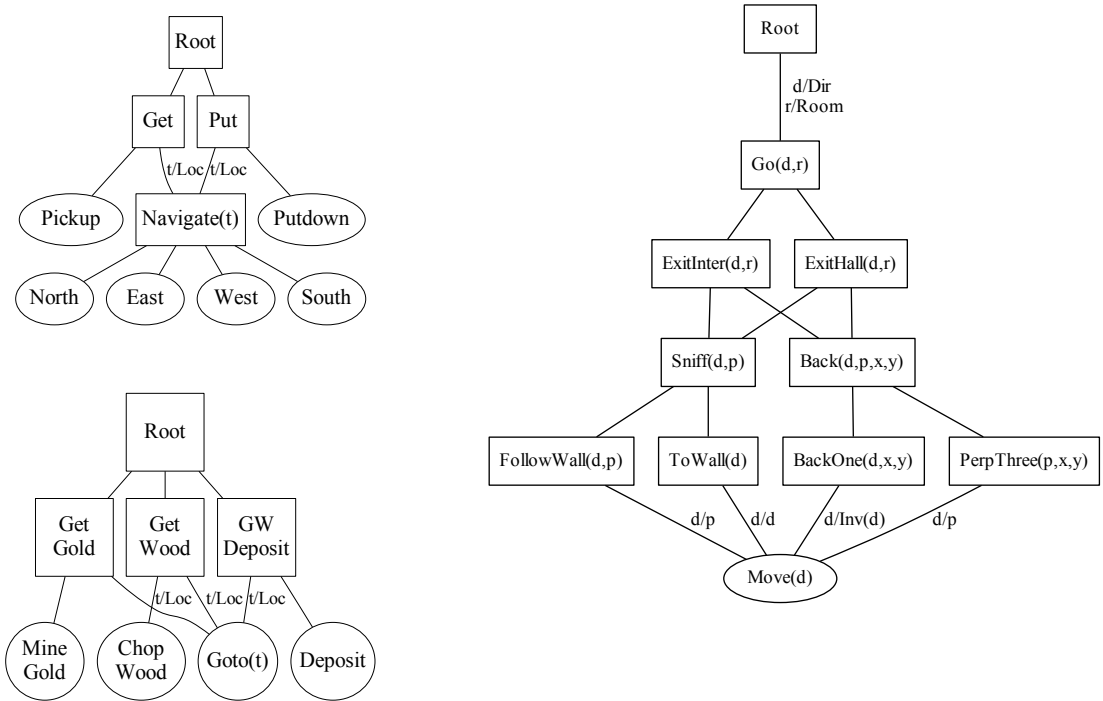 Root
Get
Put
t/Loc
t/Loc
Pickup
Navigate(t)
Putdown
North
East
West
South
Root
Get
Gold
Get
Wood
GW
Deposit
t/Loc
t/Loc
t/Loc
Mine
Gold
Chop
Wood
Goto(t)
Deposit
Root
d/Dir
r/Room
Go(d,r)
ExitInter(d,r)
ExitHall(d,r)
Sniff(d,p)
Back(d,p,x,y)
FollowWall(d,p)
ToWall(d)
BackOne(d,x,y)
PerpThree(p,x,y)
d/p
d/d
d/Inv(d)
d/p
Move(d)